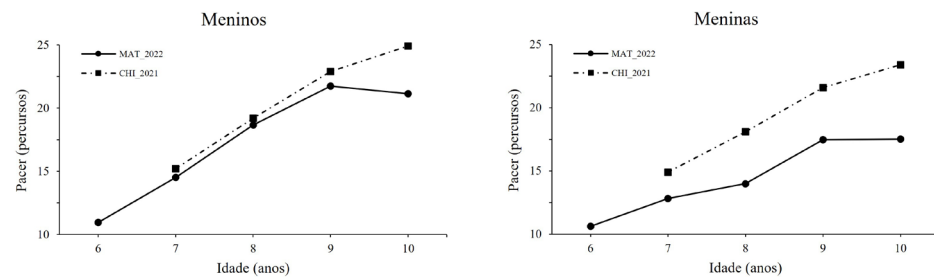 Meninos
MAT_2022
CHI_2021
Pacer (percursos)
25
20
15
10
6 7 8 9 10
Idade (anos)
Meninas
MAT_2022
CHI_2021
Pacer (percursos)
25
20
15
10
6 7 8 9 10
Idade (anos)